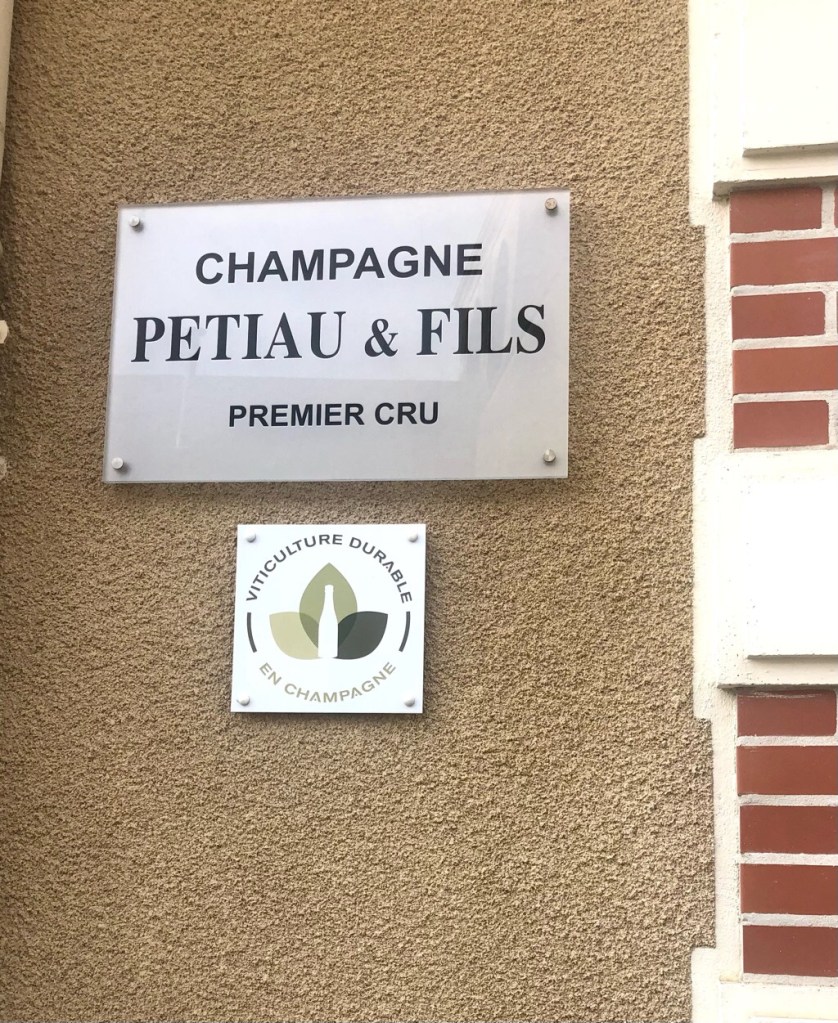 CHAMPAGNE
PETIAU & FILS
PREMIER CRU
VITICULTURE DURABLE
EN CHAMPAGNE